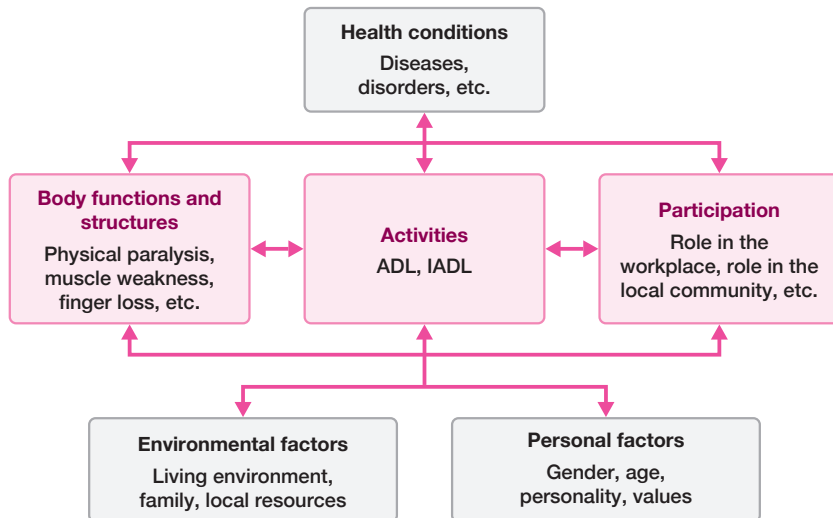 Health conditions
Diseases,
disorders, etc.
Body functions and
structures
Physical paralysis,
muscle weakness,
finger loss, etc.
Activities
ADL, IADL
Participation
Role in the
workplace, role in the
local community, etc.
Environmental factors
Living environment,
family, local resources
Personal factors
Gender, age,
personality, values